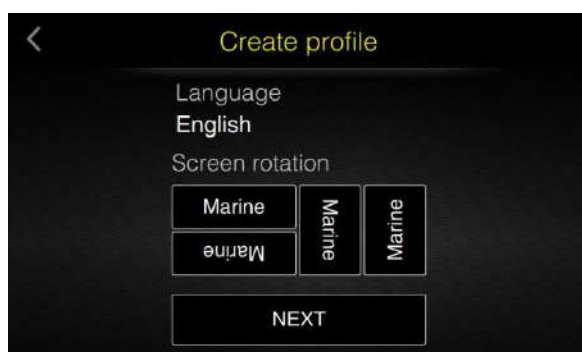 Create profile
Language
English
Screen rotation
Marine
Marine
Marine
Marine
NEXT